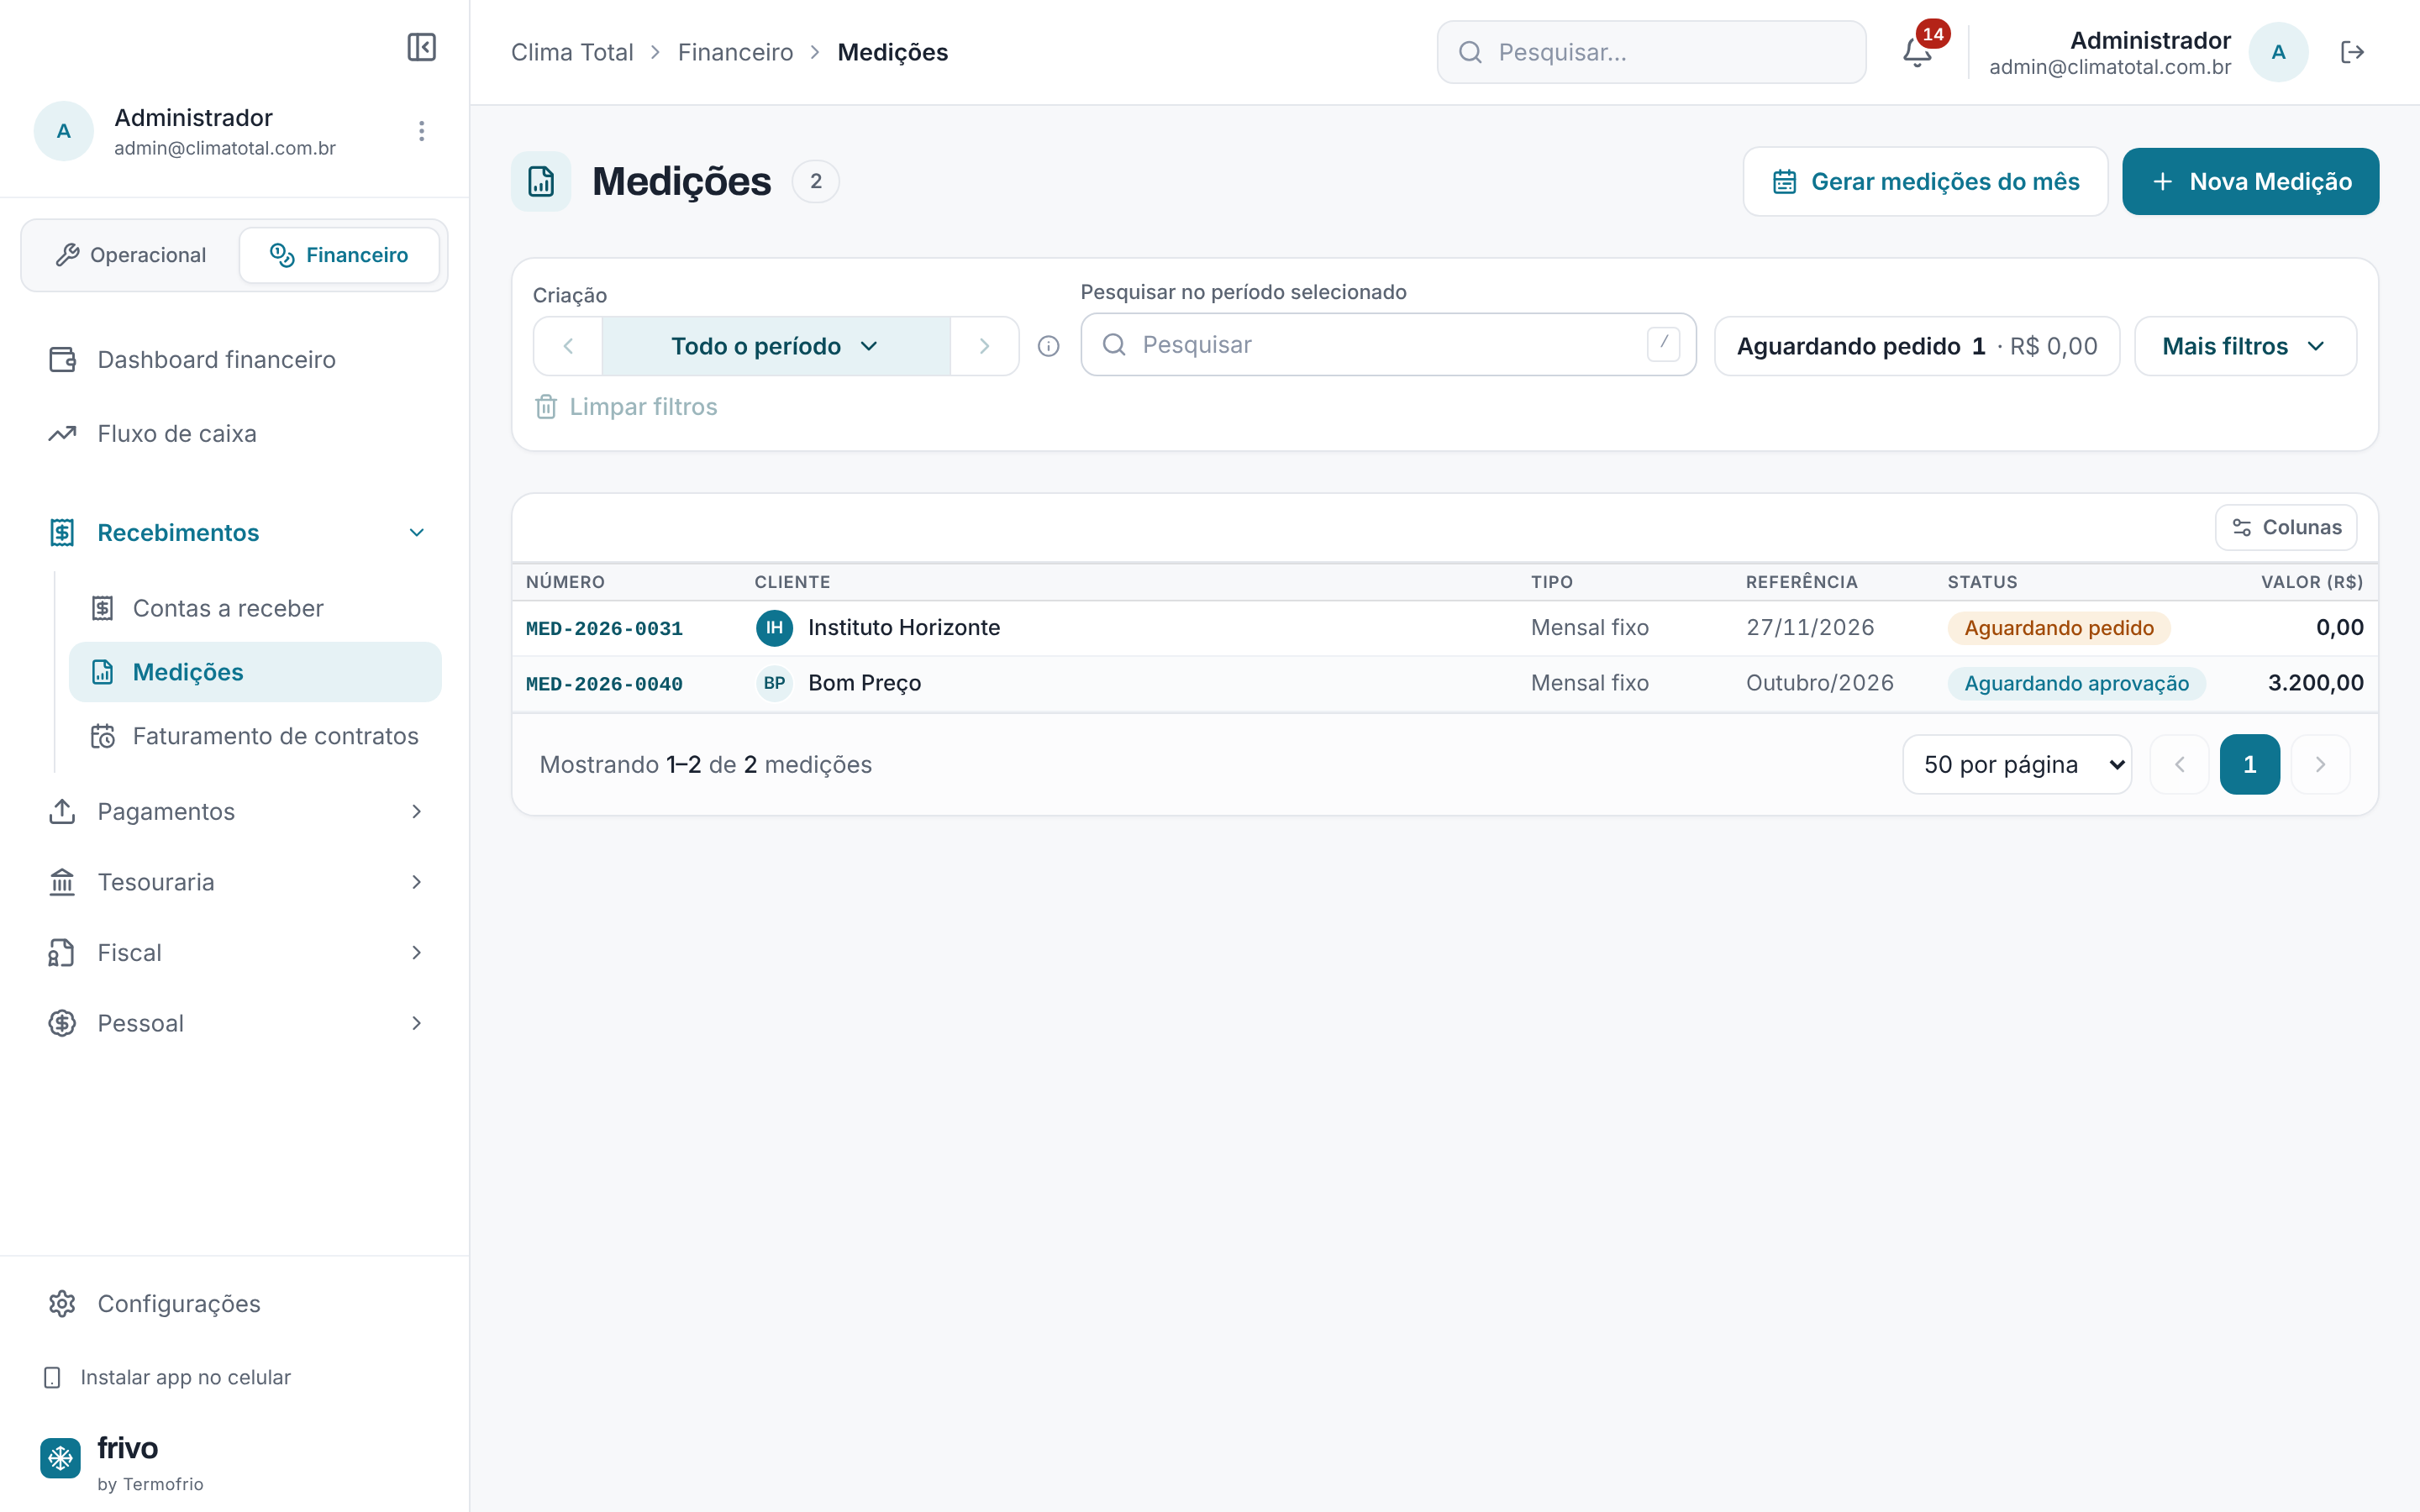 A
Administrador
admin@climatotal.com.br
Operacional
Financeiro
Dashboard financeiro
Fluxo de caixa
Recebimentos
Contas a receber
Medições
Faturamento de contratos
Pagamentos
Tesouraria
Fiscal
Pessoal
Configurações
Instalar app no celular
frivo
by Termofrio
Clima Total > Financeiro > Medições
Pesquisar...
14
Administrador
admin@climatotal.com.br
A
Medições 2
Gerar medições do mês
+ Nova Medição
Criação
Todo o período
Pesquisar no período selecionado
Pesquisar /
Aguardando pedido 1 · R$ 0,00
Mais filtros
Limpar filtros
Colunas
NÚMERO CLIENTE TIPO REFERÊNCIA STATUS VALOR (R$)
MED-2026-0031 IH Instituto Horizonte Mensal fixo 27/11/2026 Aguardando pedido 0,00
MED-2026-0040 BP Bom Preço Mensal fixo Outubro/2026 Aguardando aprovação 3.200,00
Mostrando 1–2 de 2 medições
50 por página
1